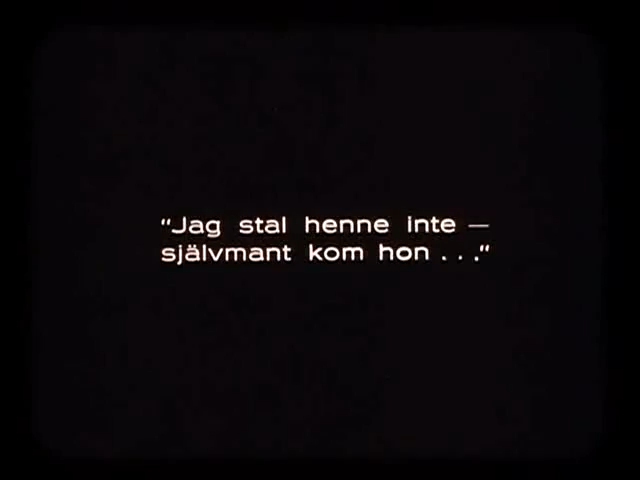 "Jag stal henne inte —
självmant kom hon . . ."